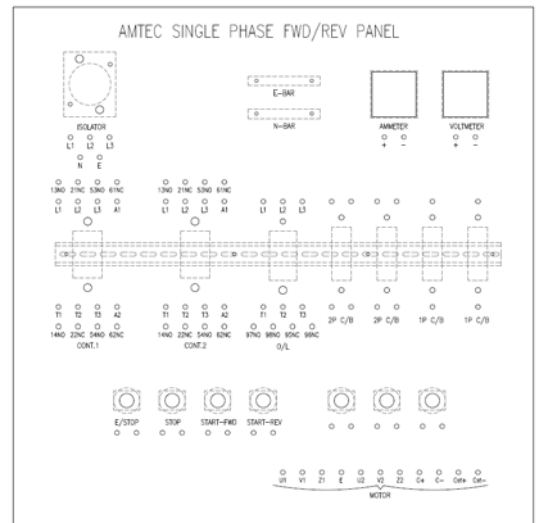 AMTEC SINGLE PHASE FWD/REV PANEL
E-BAR
ISOLATOR N-BAR AMMETER VOLTMETER
L1 L2 L3 + - + -
N E
13NO 21NC 53NO 61NC 13NO 21NC 53NO 61NC
L1 L2 L3 A1 L1 L2 L3 A1 L1 L2 L3
T1 T2 T3 A2 T1 T2 T3 A2 T1 T2 T3 2P C/B 2P C/B 1P C/B 1P C/B
14NO 22NC 54NO 62NC 14NO 22NC 54NO 62NC 97NO 98NO 95NC 96NC
CONT.1 CONT.2 O/L
E/STOP STOP START-FWD START-REV
U1 V1 Z1 E U2 V2 Z2 C+ C- Cst+ Cst-
MOTOR